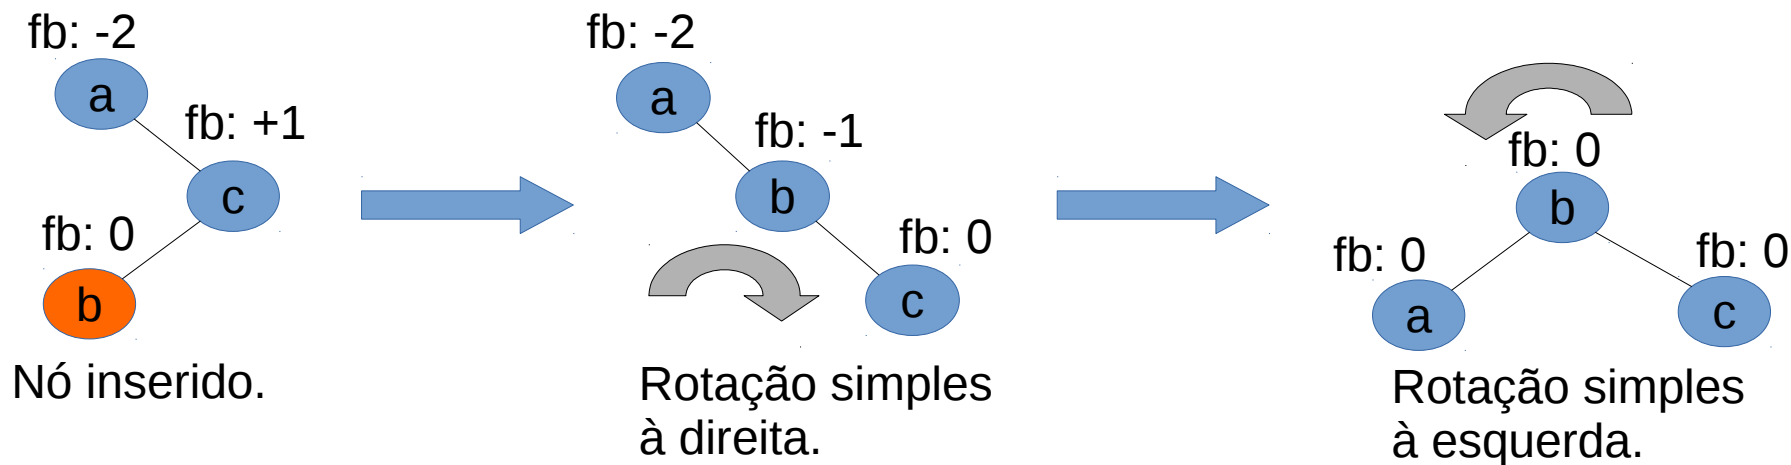 fb: -2
a
fb: +1
c
fb: 0
b
Nó inserido.
fb: -2
a
fb: -1
b
fb: 0
c
Rotação simples
à direita.
fb: 0
b
fb: 0
a
fb: 0
c
Rotação simples
à esquerda.